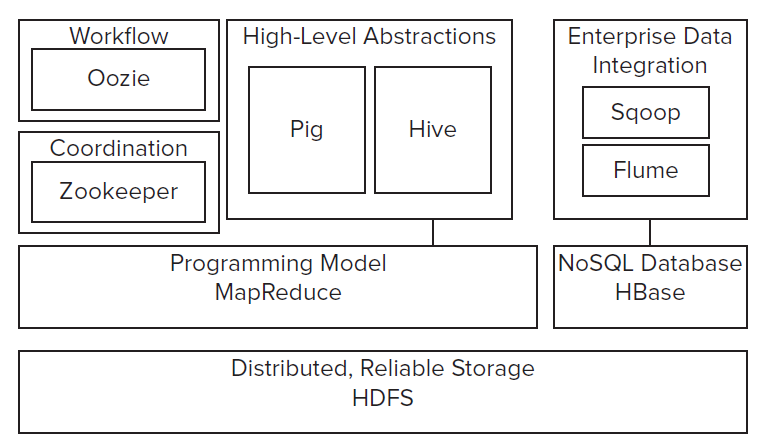 Workflow
Oozie
Coordination
Zookeeper
High-Level Abstractions
Pig
Hive
Enterprise Data
Integration
Sqoop
Flume
Programming Model
MapReduce
NoSQL Database
HBase
Distributed, Reliable Storage
HDFS